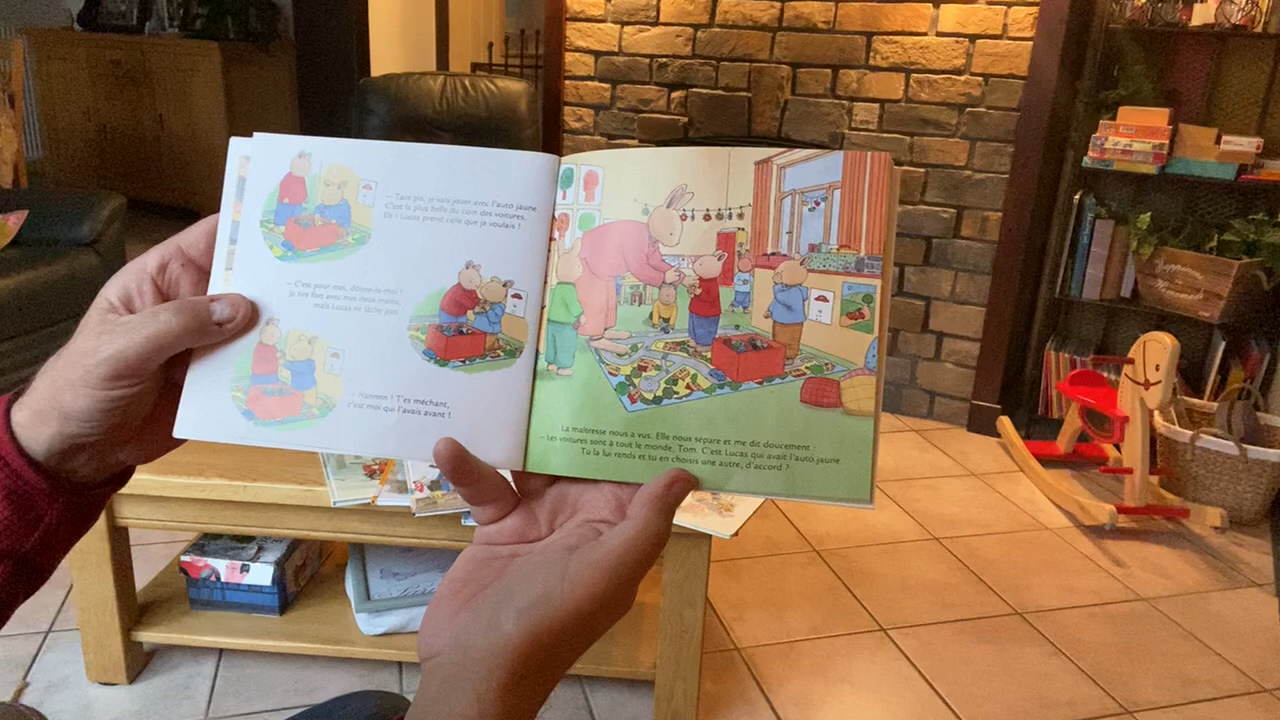 – Tate pis, je vais jouer avec l'auto jaune.
C'est la plus belle du coin des voitures.
Eh ! Lucas prend celle que je voulais !
– C'est pour moi, donne-la-moi !
Je tire fort avec mes deux mains,
mais Lucas ne lâche pas.
– Nannnn ! T'es méchant,
c'est moi qui l'avais avant !
La maîtresse nous a vus. Elle nous sépare et me dit doucement :
– Les voitures sont à tout le monde, Tom. C'est Lucas qui avait l'auto jaune.
Tu la lui rends et tu en choisis une autre, d'accord ?